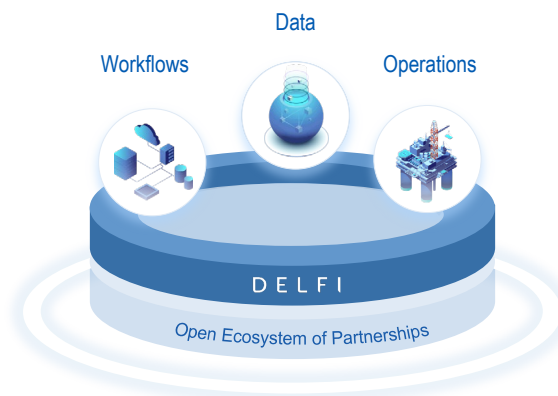 Data
Workflows
Operations
DELFI
Open Ecosystem of Partnerships